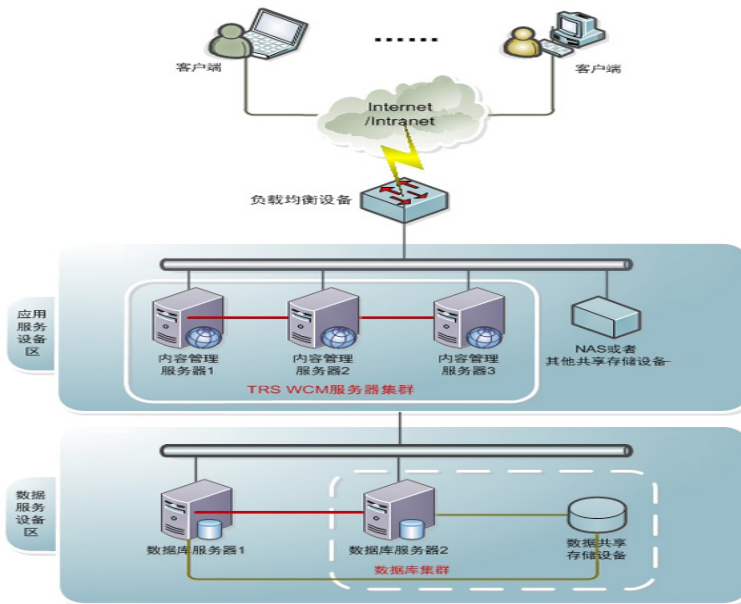 客户端
客户端
Internet
/Intranet
负载均衡设备
应用
服务
设备
区
内容管理
服务器1
内容管理
服务器2
内容管理
服务器3
NAS或者
其他共享存储设备
TRS WCM服务器集群
数据
服务
设备
区
数据库服务器1
数据库服务器2
数据共享
存储设备
数据库集群